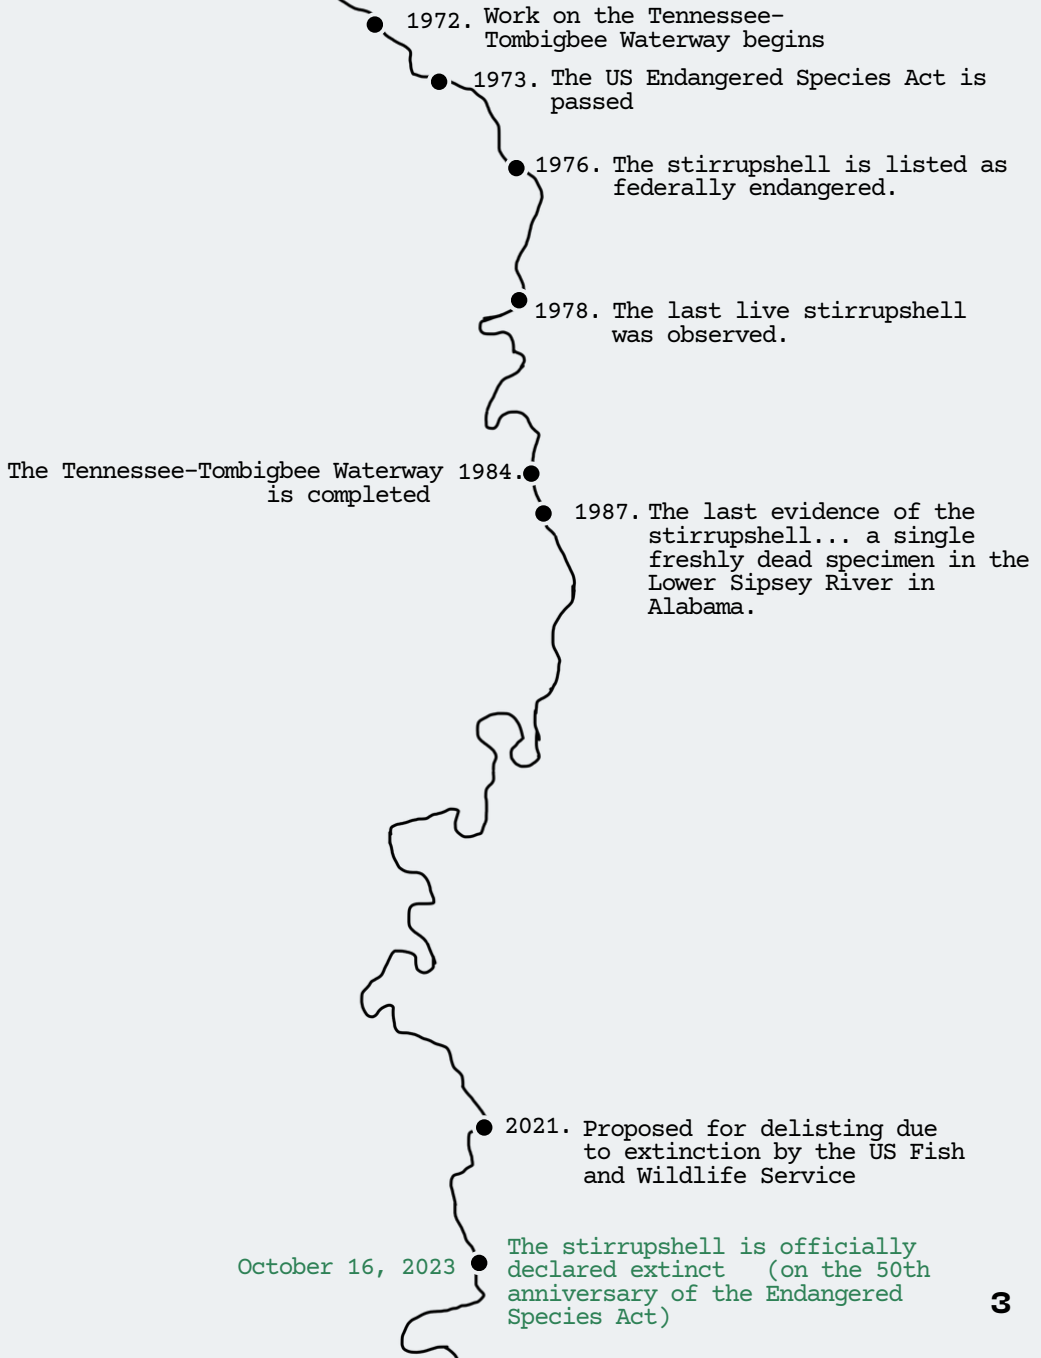 1972. Work on the Tennessee-
Tombigbee Waterway begins
1973. The US Endangered Species Act is
passed
1976. The stirrupshell is listed as
federally endangered.
1978. The last live stirrupshell
was observed.
The Tennessee-Tombigbee Waterway 1984.
is completed
1987. The last evidence of the
stirrupshell... a single
freshly dead specimen in the
Lower Sipsey River in
Alabama.
2021. Proposed for delisting due
to extinction by the US Fish
and Wildlife Service
October 16, 2023 The stirrupshell is officially
declared extinct (on the 50th
anniversary of the Endangered
Species Act)
3